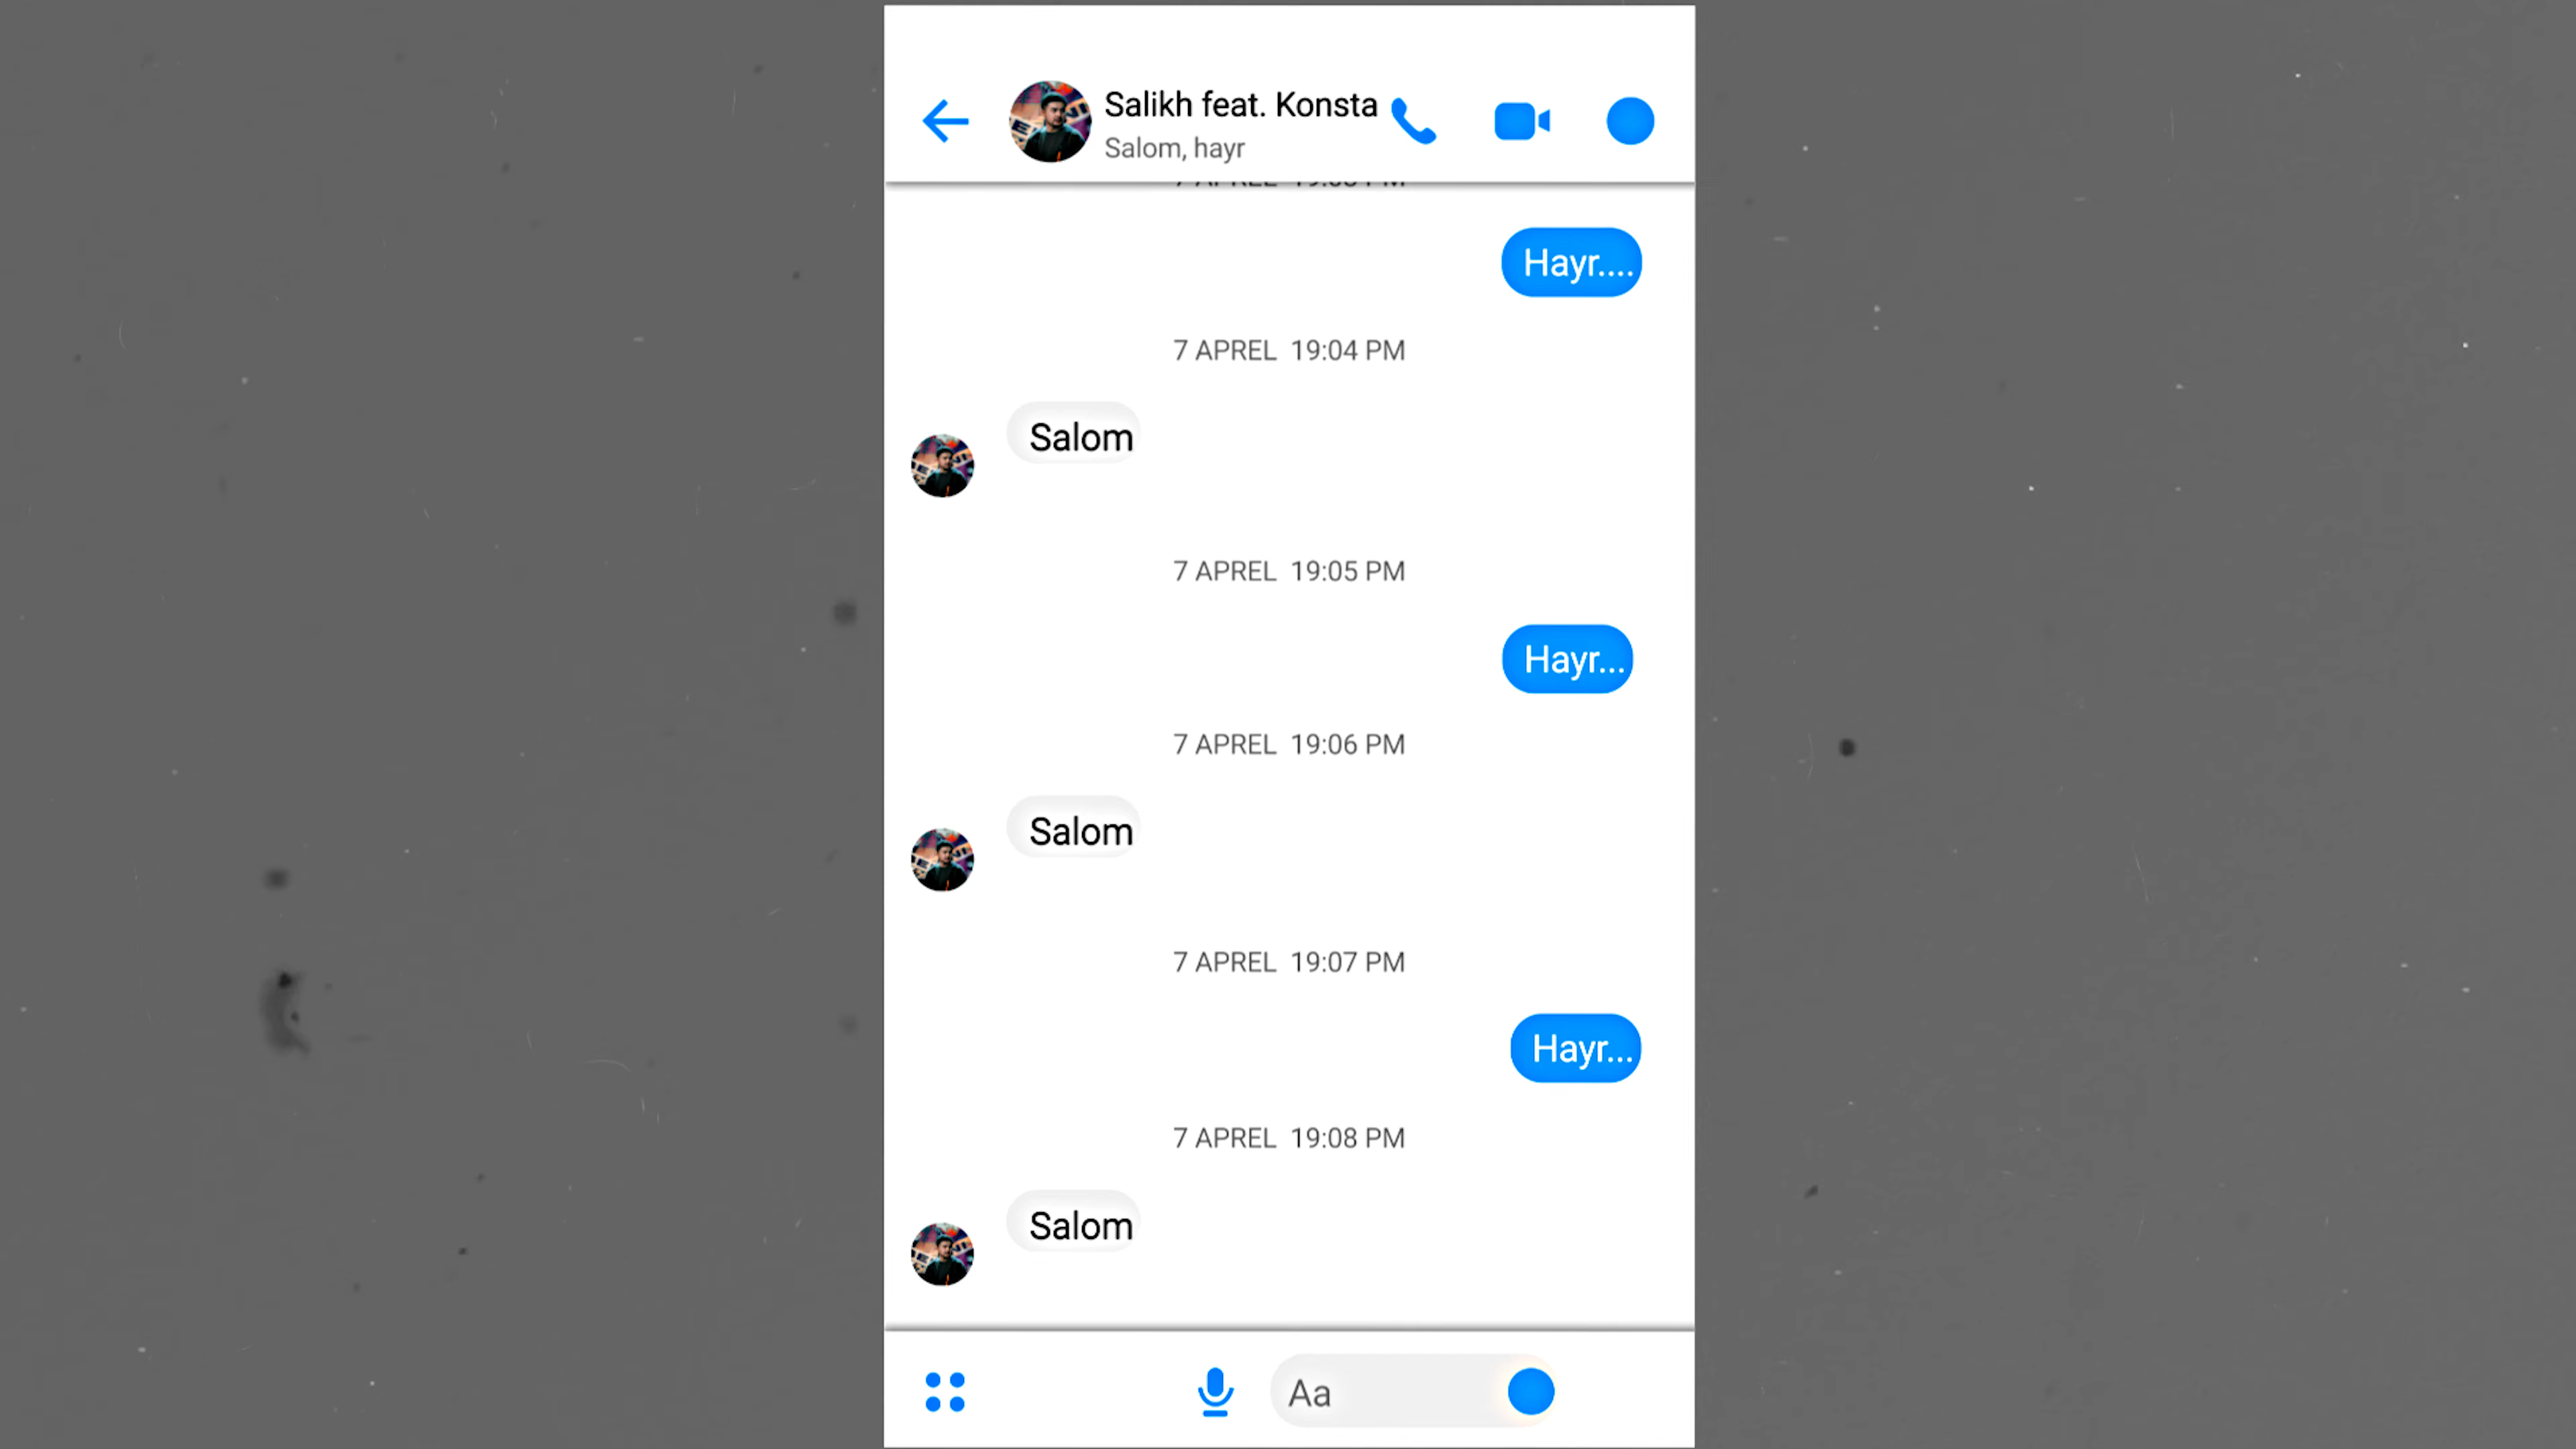 Salikh feat. Konsta
Salom, hayr
Hayr....
7 APREL 19:04 PM
Salom
7 APREL 19:05 PM
Hayr...
7 APREL 19:06 PM
Salom
7 APREL 19:07 PM
Hayr...
7 APREL 19:08 PM
Salom
Aa